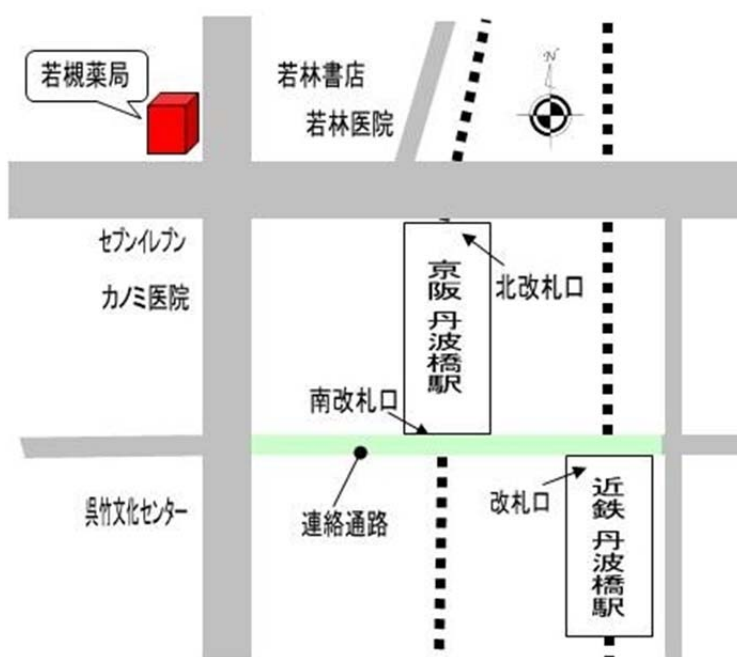 若槻薬局
若林書店
若林医院
N
セブンイレブン
カノミ医院
京阪 丹波橋駅
北改札口
南改札口
呉竹文化センター
連絡通路
改札口
近鉄 丹波橋駅